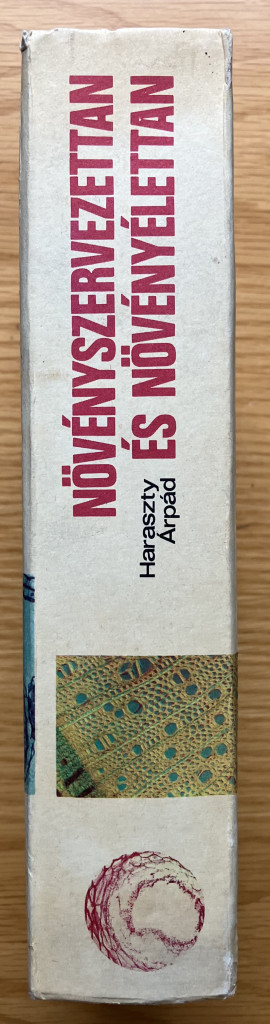 NÖVÉNYSZERVEZETTAN
ÉS NÖVÉNYÉLETTAN
Haraszty
Árpád